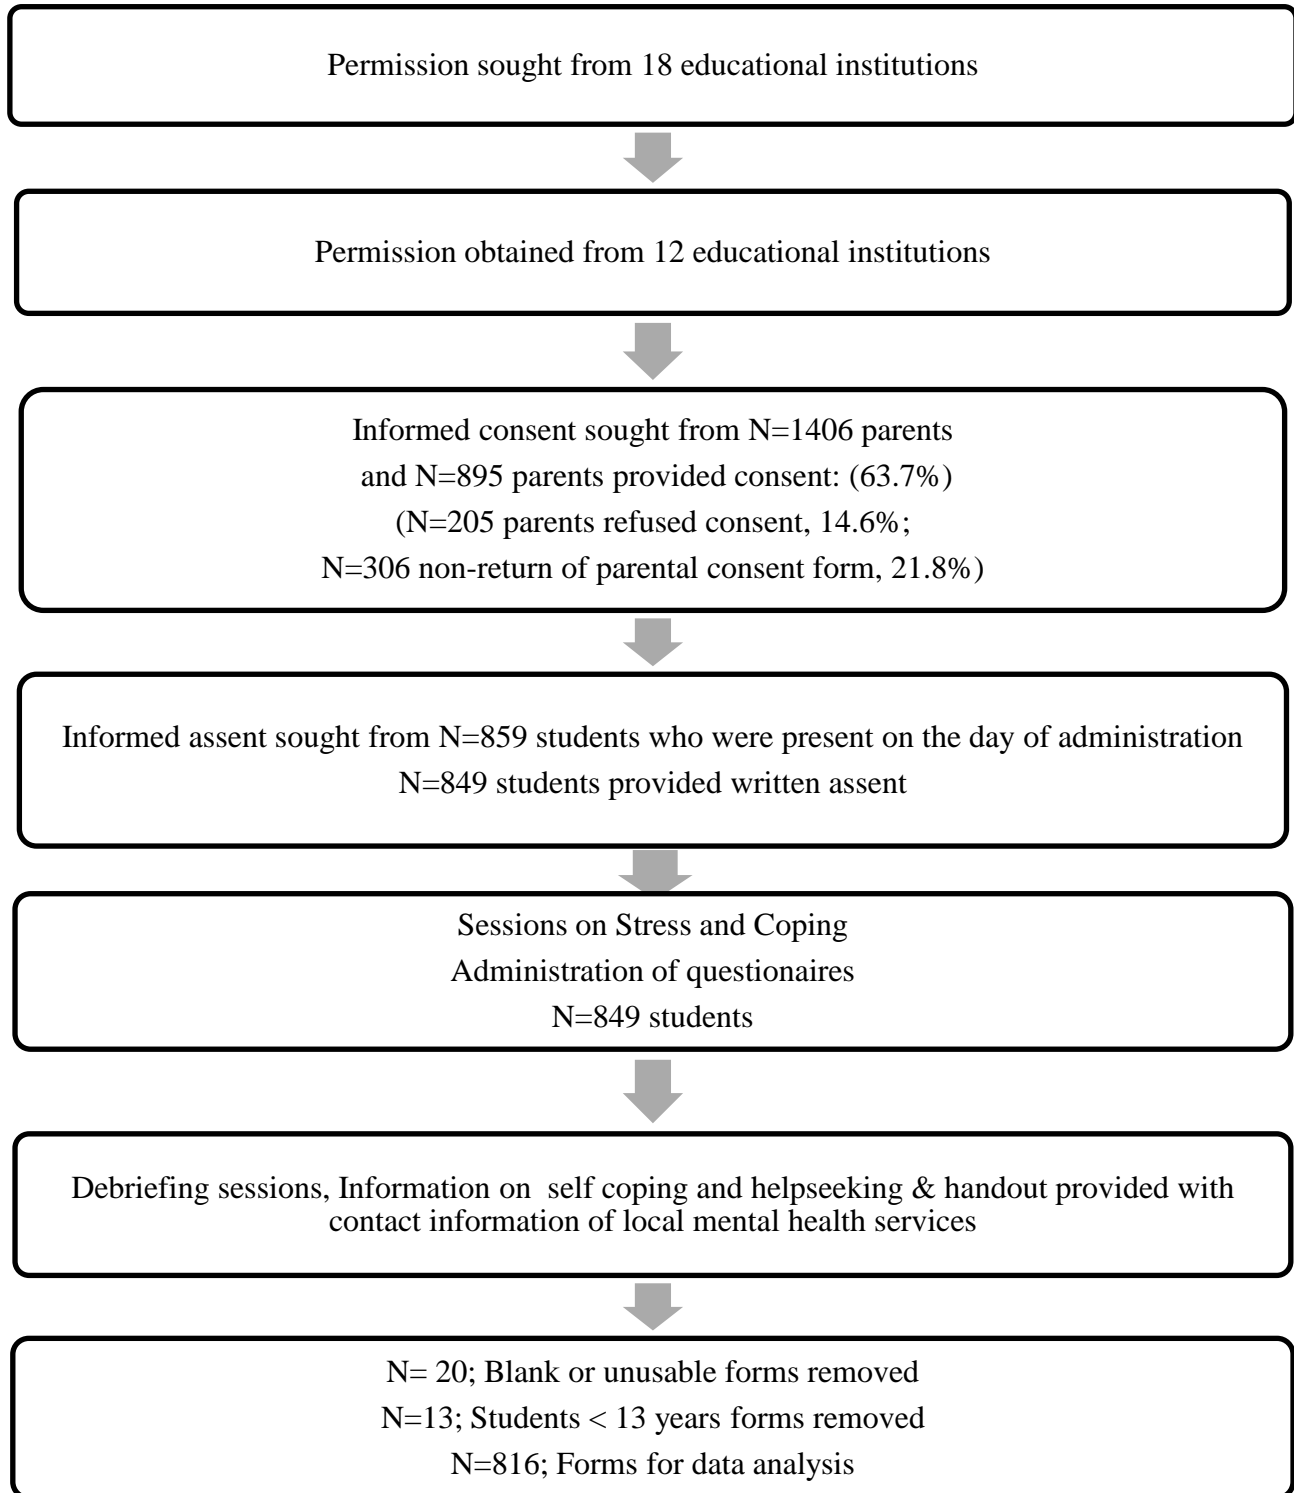 Permission sought from 18 educational institutions
Permission obtained from 12 educational institutions
Informed consent sought from N=1406 parents
and N=895 parents provided consent: (63.7%)
(N=205 parents refused consent, 14.6%;
N=306 non-return of parental consent form, 21.8%)
Informed assent sought from N=859 students who were present on the day of administration
N=849 students provided written assent
Sessions on Stress and Coping
Administration of questionaires
N=849 students
Debriefing sessions, Information on  self coping and helpseeking & handout provided with
contact information of local mental health services
N= 20; Blank or unusable forms removed
N=13; Students < 13 years forms removed
N=816; Forms for data analysis